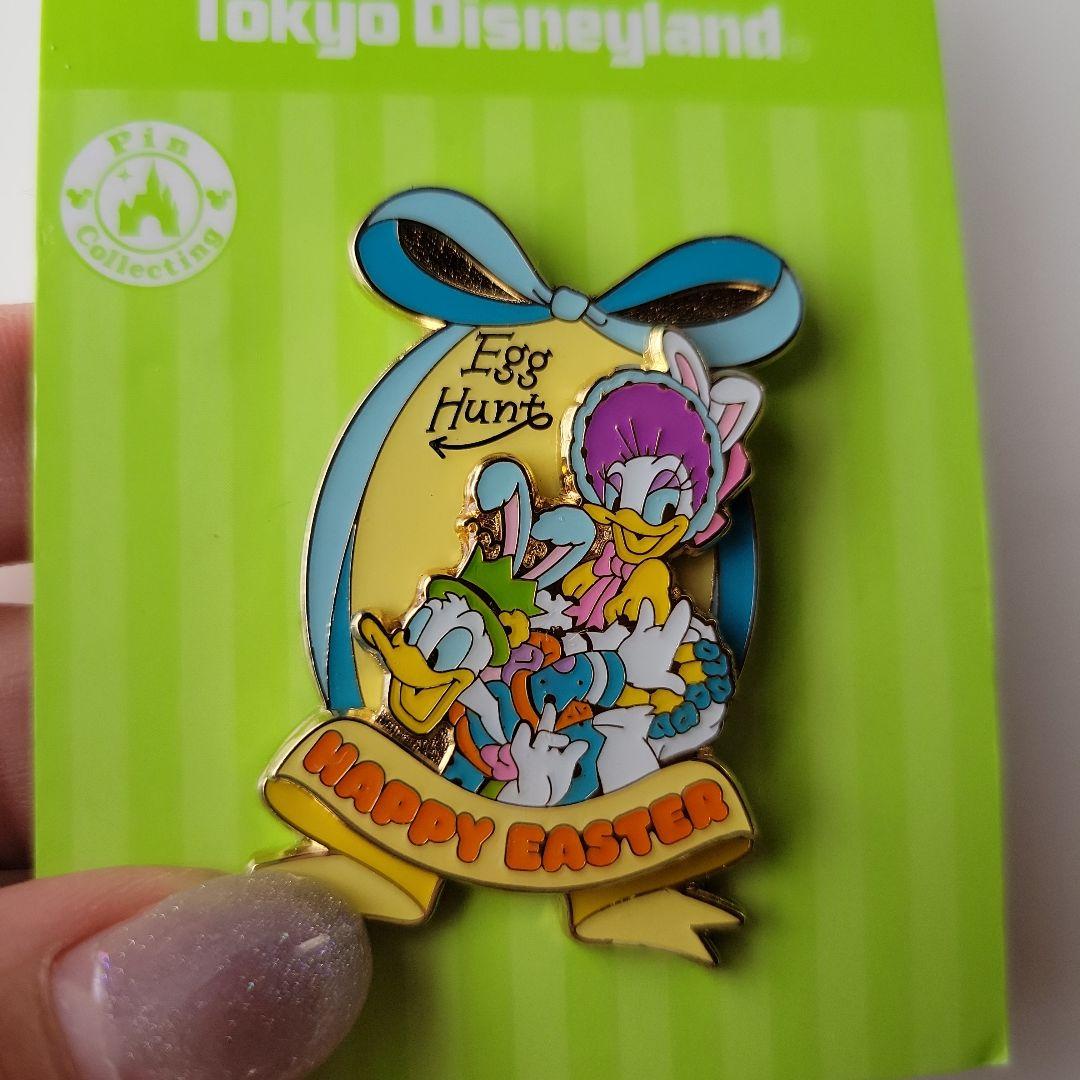 Tokyo Disneyland
Pin
Collecting
Egg
Hunt
HAPPY EASTER